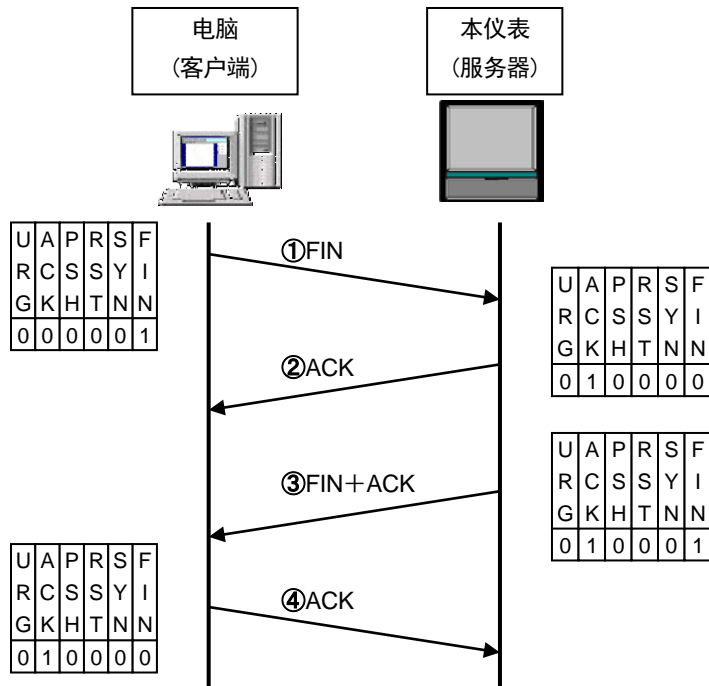 电脑
(客户端)
本仪表
(服务器)
U A P R S F
R C S S Y I
G K H T N N
0 0 0 0 0 1
①FIN
U A P R S F
R C S S Y I
G K H T N N
0 1 0 0 0 0
②ACK
U A P R S F
R C S S Y I
G K H T N N
0 1 0 0 0 1
③FIN＋ACK
U A P R S F
R C S S Y I
G K H T N N
0 1 0 0 0 0
④ACK